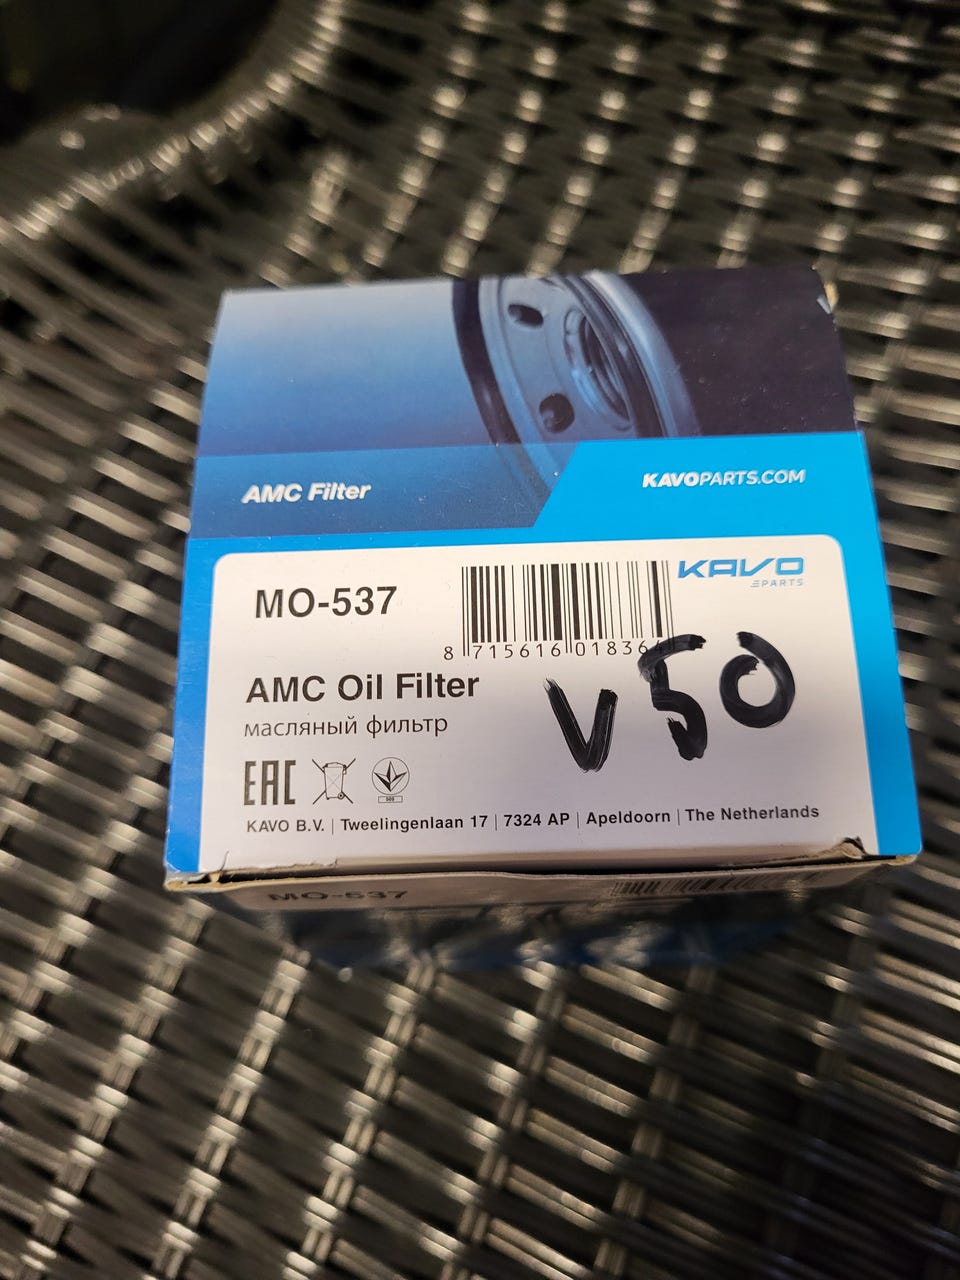 AMC Filter
KAVOPARTS.COM
MO-537
KAVO
PARTS
8 715616 018364
AMC Oil Filter
масляный фильтр
V50
EAC
KAVO B.V. | Tweelingenlaan 17 | 7324 AP | Apeldoorn | The Netherlands
MO-537